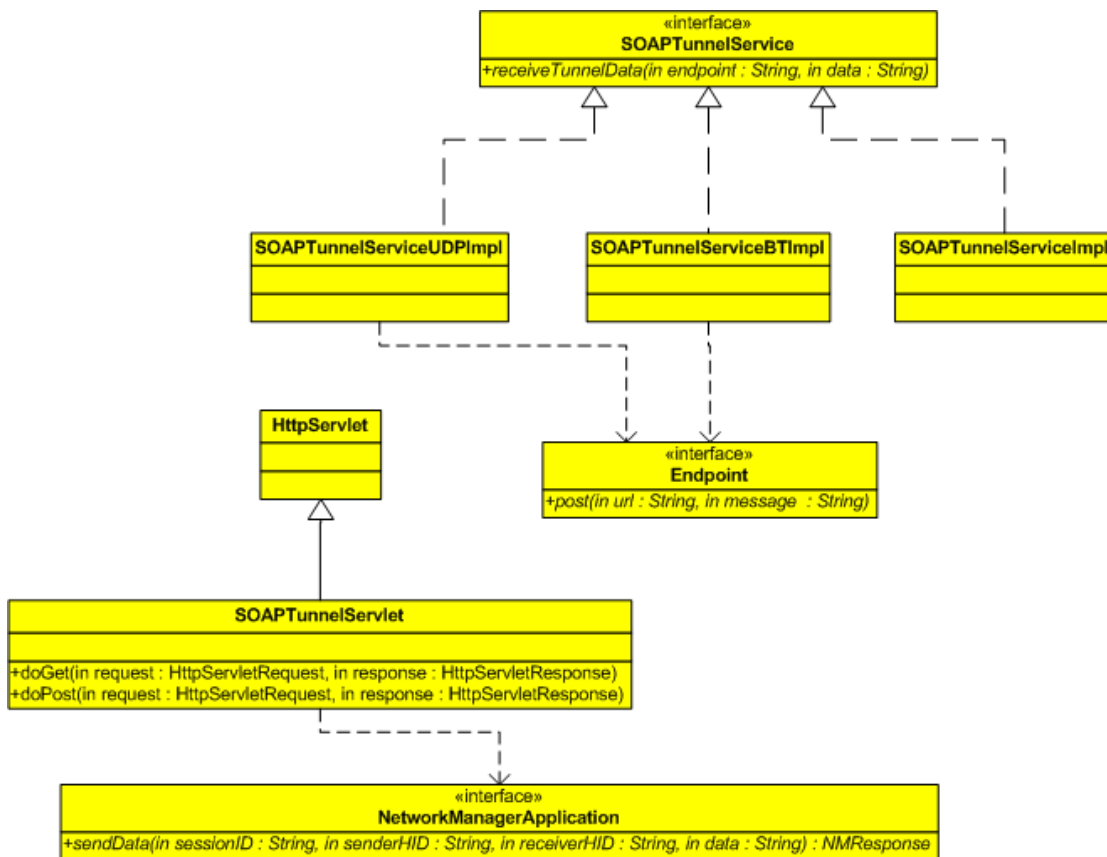 «interface»
SOAPTunnelService
+receiveTunnelData(in endpoint : String, in data : String)
SOAPTunnelServiceUDPImpl
SOAPTunnelServiceBTImpl
SOAPTunnelServiceImpl
HttpServlet
«interface»
Endpoint
+post(in url : String, in message : String)
SOAPTunnelServlet
+doGet(in request : HttpServletRequest, in response : HttpServletResponse)
+doPost(in request : HttpServletRequest, in response : HttpServletResponse)
«interface»
NetworkManagerApplication
+sendData(in sessionID : String, in senderHID : String, in receiverHID : String, in data : String) : NMResponse